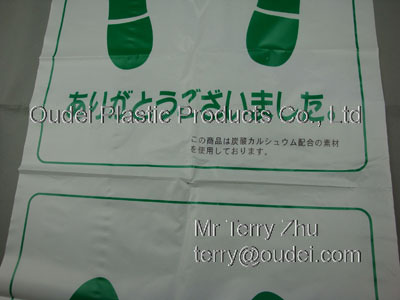 ありがとうございました。
Oudei Plastic Products Co., Ltd
この商品は炭酸カルシュウム配合の素材
を使用しております。
Mr Terry Zhu
terry@oudei.com